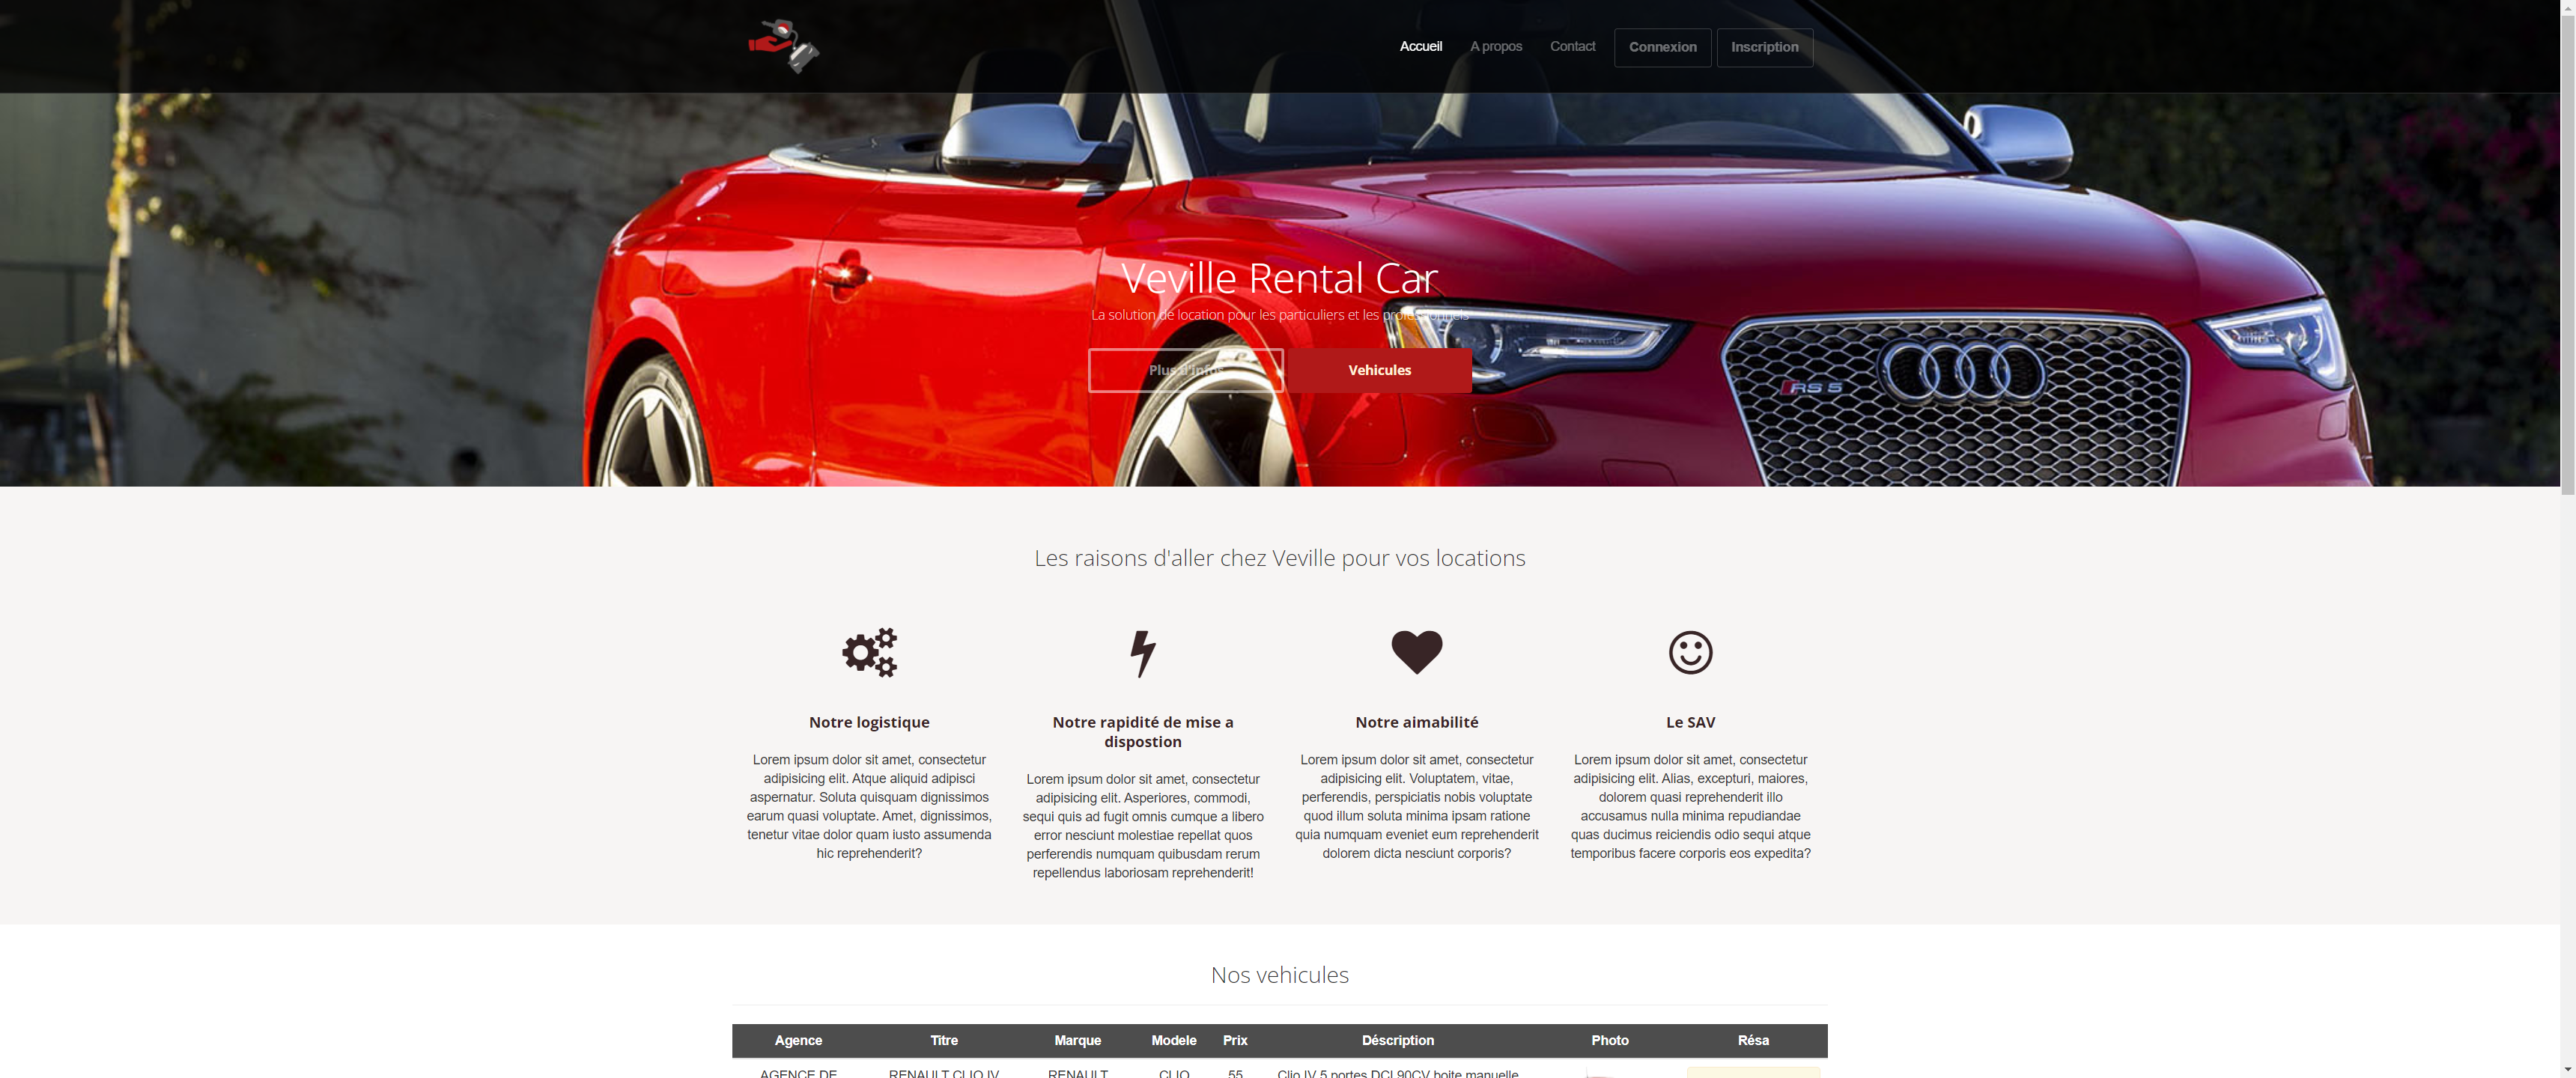 Accueil A propos Contact Connexion Inscription
Veville Rental Car
La solution de location pour les particuliers et les professionnels
Plus d'infos Vehicules
RS 5
Les raisons d'aller chez Veville pour vos locations
Notre logistique
Lorem ipsum dolor sit amet, consectetur
adipisicing elit. Atque aliquid adipisci
aspernatur. Soluta quisquam dignissimos
earum quasi voluptate. Amet, dignissimos,
tenetur vitae dolor quam iusto assumenda
hic reprehenderit?
Notre rapidité de mise a
dispostion
Lorem ipsum dolor sit amet, consectetur
adipisicing elit. Asperiores, commodi,
sequi quis ad fugit omnis cumque a libero
error nesciunt molestiae repellat quos
perferendis numquam quibusdam rerum
repellendus laboriosam reprehenderit!
Notre aimabilité
Lorem ipsum dolor sit amet, consectetur
adipisicing elit. Voluptatem, vitae,
perferendis, perspiciatis nobis voluptate
quod illum soluta minima ipsam ratione
quia numquam eveniet eum reprehenderit
dolorem dicta nesciunt corporis?
Le SAV
Lorem ipsum dolor sit amet, consectetur
adipisicing elit. Alias, excepturi, maiores,
dolorem quasi reprehenderit illo
accusamus nulla minima repudiandae
quas ducimus reiciendis odio sequi atque
temporibus facere corporis eos expedita?
Nos vehicules
Agence Titre Marque Modele Prix Déscription Photo Résa
AGENCE DE RENAULT CLIO IV RENAULT CLIO 55 Clio IV 5 portes DCI 90CV boite manuelle